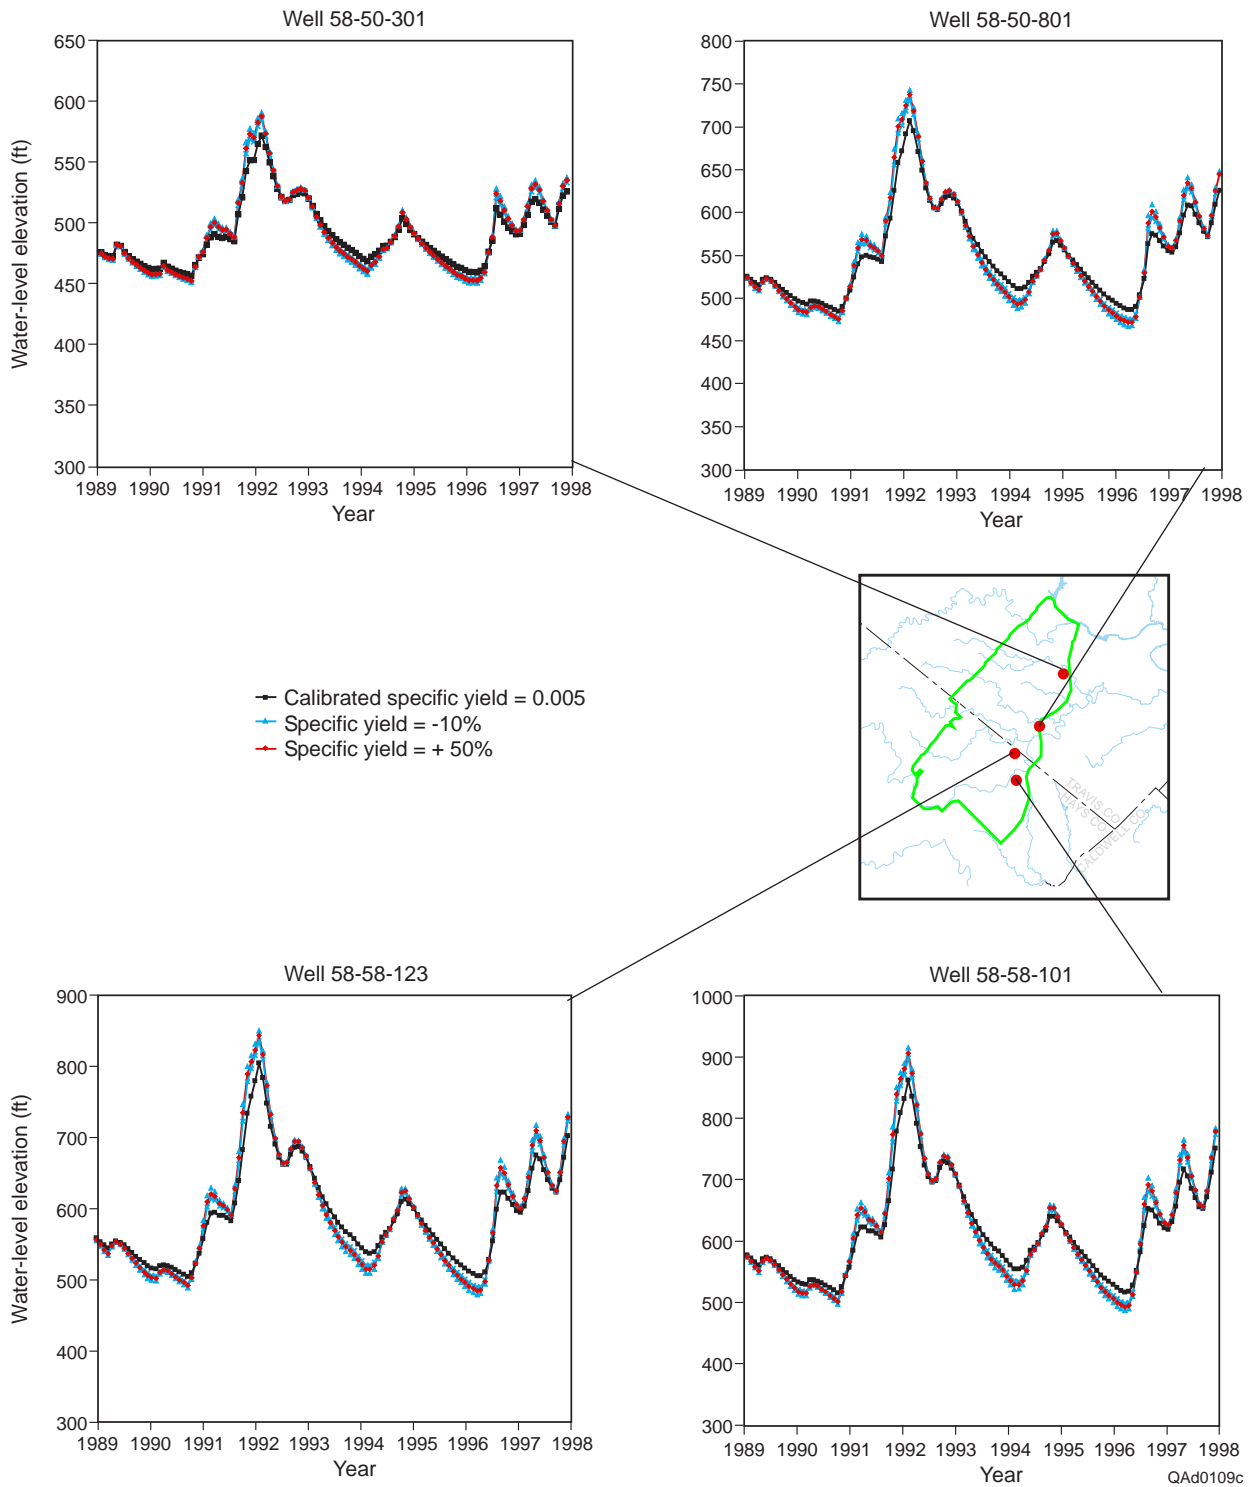 Well 58-50-301
Well 58-50-801
Water-level elevation (ft)
650
600
550
500
450
400
350
300
1989 1990 1991 1992 1993 1994 1995 1996 1997 1998
Year
800
750
700
650
600
550
500
450
400
350
300
1989 1990 1991 1992 1993 1994 1995 1996 1997 1998
Year
Calibrated specific yield = 0.005
Specific yield = -10%
Specific yield = + 50%
TRAVIS CO
HAYS CO
CALDWELL CO
Well 58-58-123
Well 58-58-101
Water-level elevation (ft)
900
800
700
600
500
400
300
1989 1990 1991 1992 1993 1994 1995 1996 1997 1998
Year
1000
900
800
700
600
500
400
300
1989 1990 1991 1992 1993 1994 1995 1996 1997 1998
Year
QAd0109c